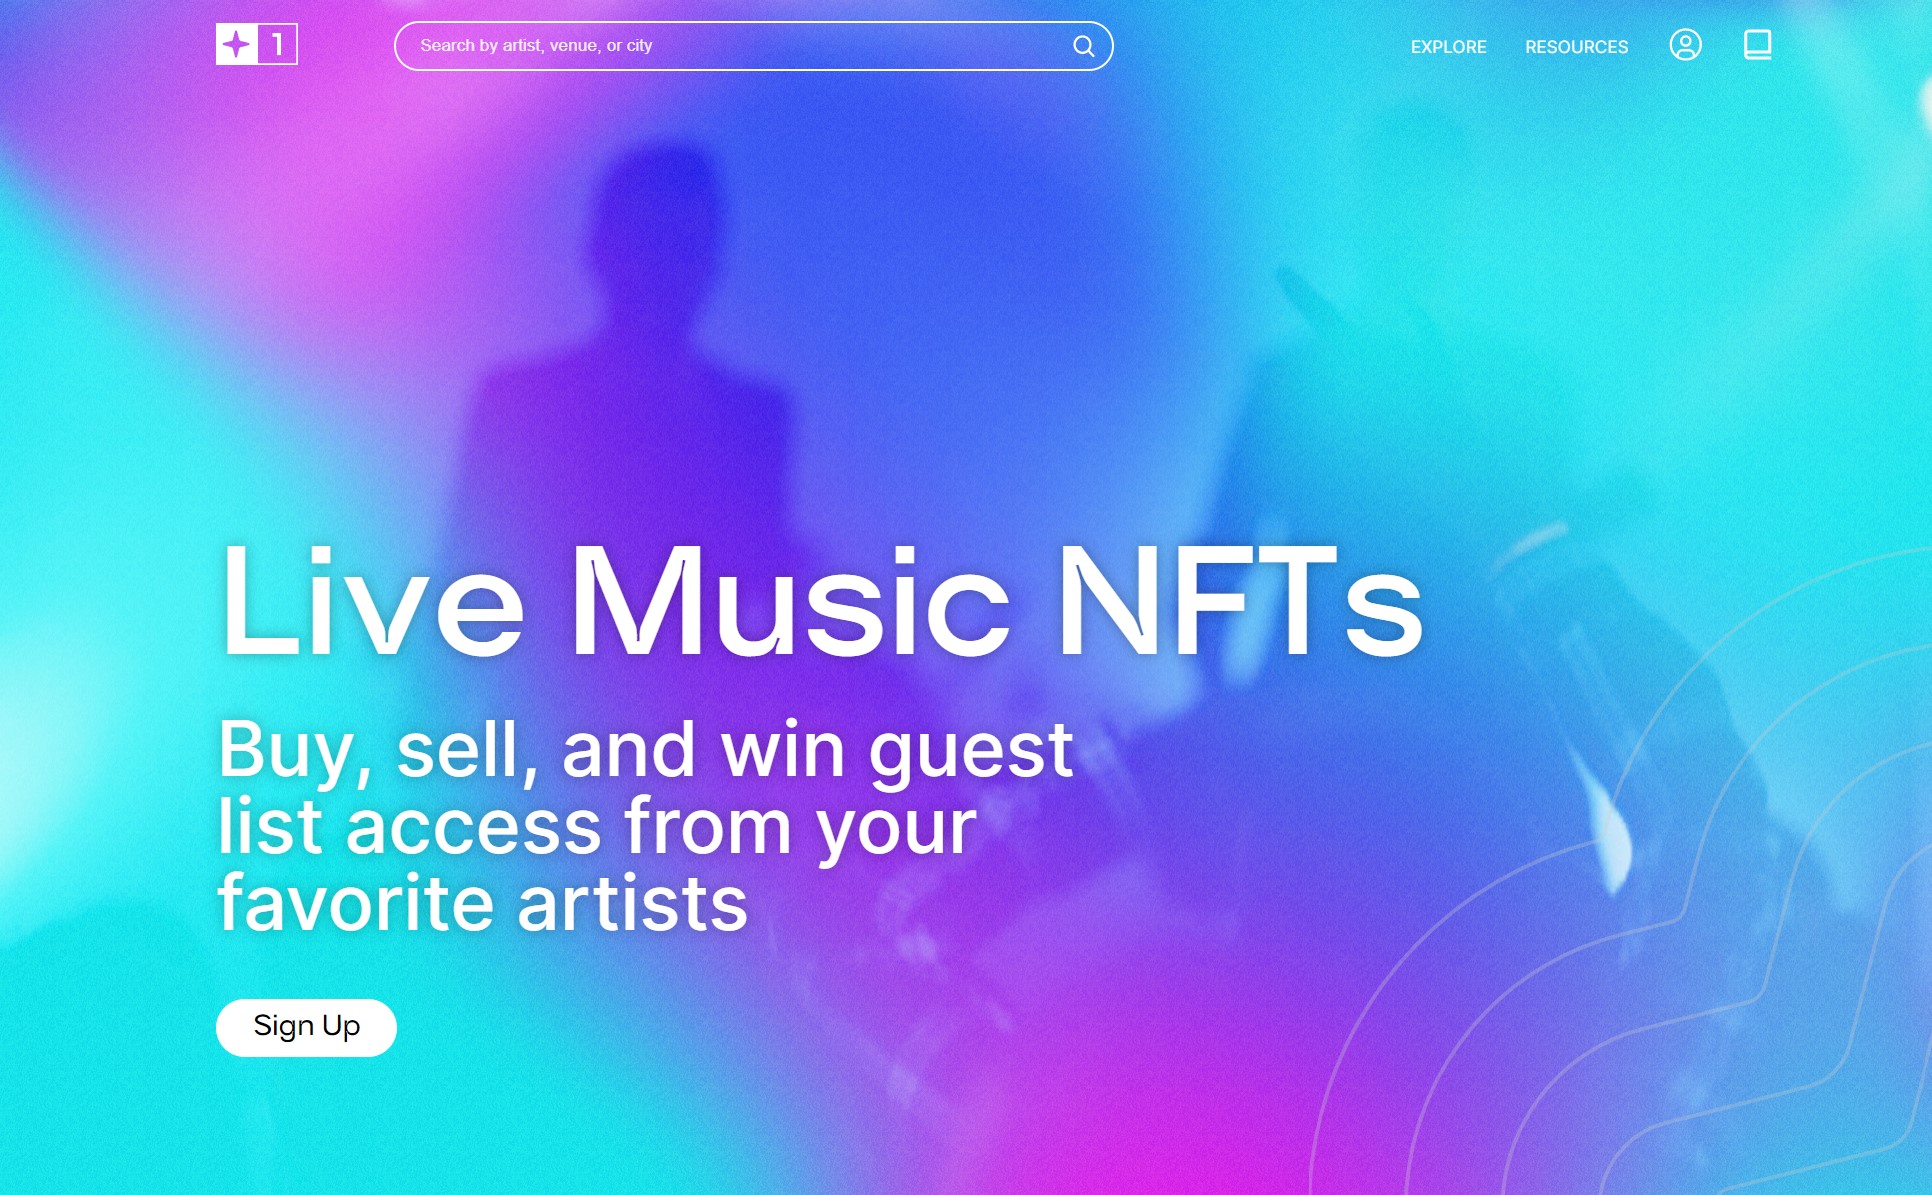 1
Search by artist, venue, or city
EXPLORE
RESOURCES
Live Music NFTs
Buy, sell, and win guest
list access from your
favorite artists
Sign Up